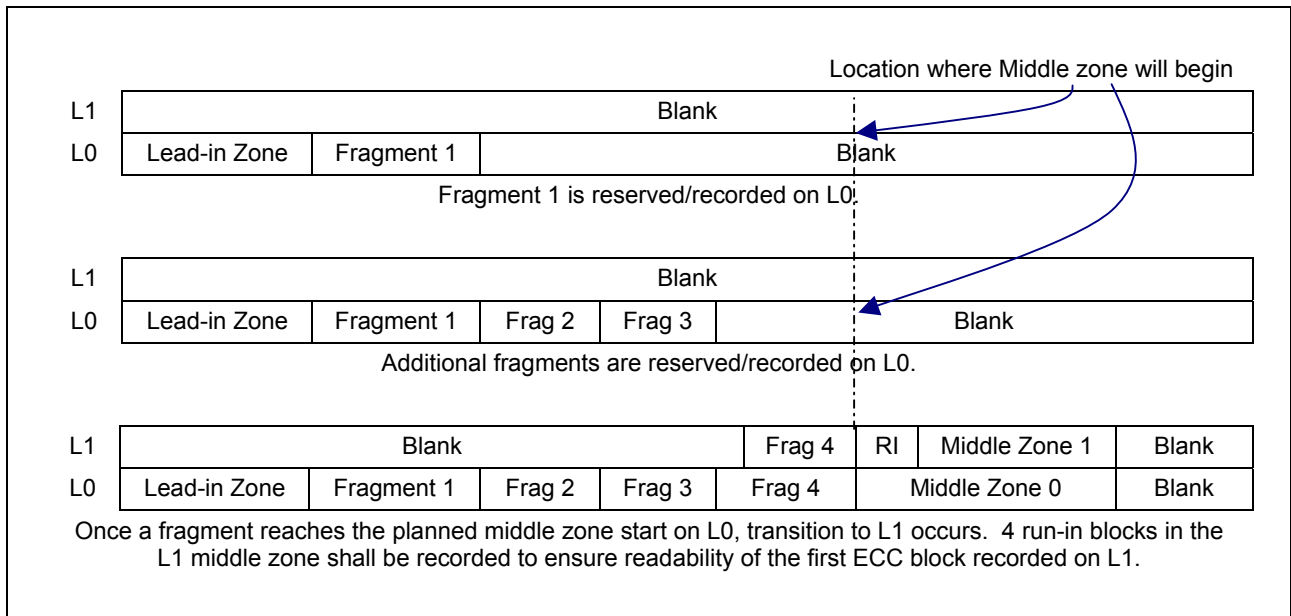 Location where Middle zone will begin
L1 Blank
L0 Lead-in Zone Fragment 1 Blank
Fragment 1 is reserved/recorded on L0.
L1 Blank
L0 Lead-in Zone Fragment 1 Frag 2 Frag 3 Blank
Additional fragments are reserved/recorded on L0.
L1 Blank Frag 4 RI Middle Zone 1 Blank
L0 Lead-in Zone Fragment 1 Frag 2 Frag 3 Frag 4 Middle Zone 0 Blank
Once a fragment reaches the planned middle zone start on L0, transition to L1 occurs. 4 run-in blocks in the
L1 middle zone shall be recorded to ensure readability of the first ECC block recorded on L1.